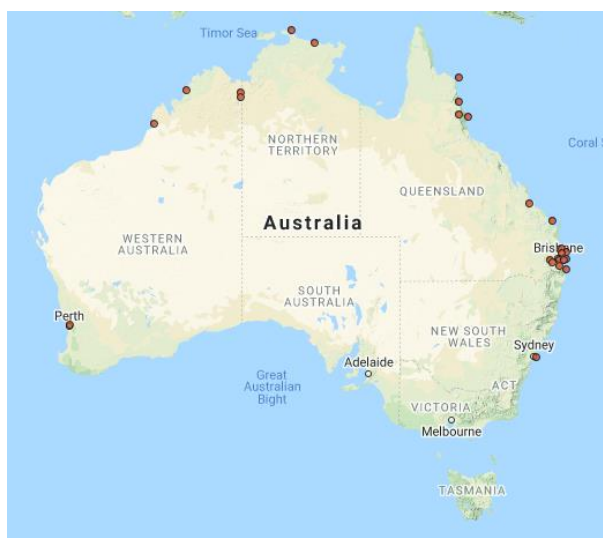 Timor Sea
NORTHERN
TERRITORY
Coral S
QUEENSLAND
Australia
WESTERN
AUSTRALIA
Brisbane
SOUTH
AUSTRALIA
Perth
NEW SOUTH
WALES
Sydney
Adelaide
Great
Australian
Bight
ACT
VICTORIA
Melbourne
TASMANIA